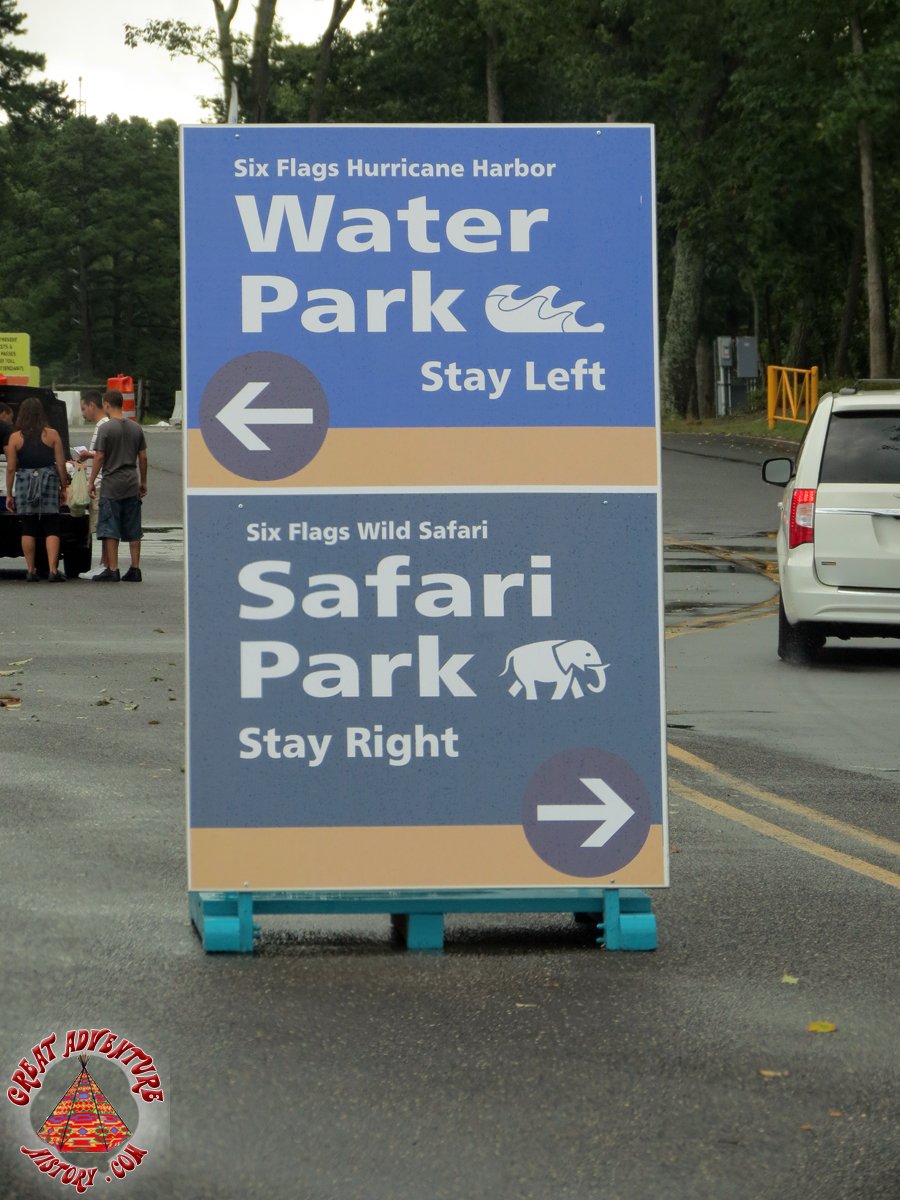 Six Flags Hurricane Harbor
Water
Park
Stay Left
Six Flags Wild Safari
Safari
Park
Stay Right
GREAT ADVENTURE
HISTORY.COM